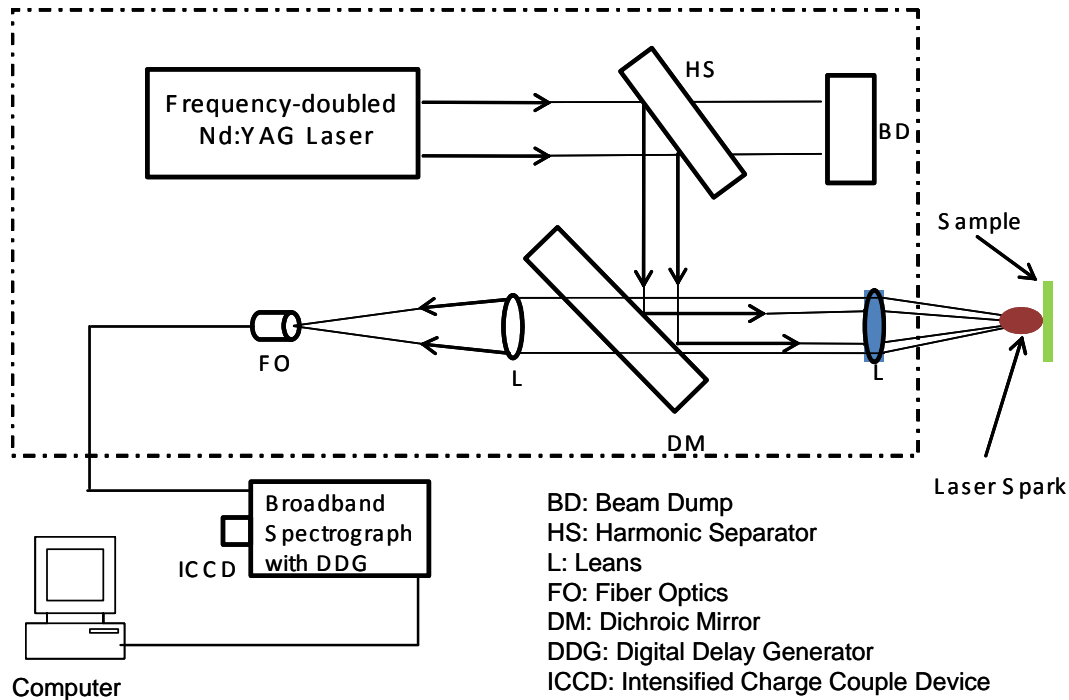 Frequency-doubled
Nd:YAG Laser
HS
BD
Sample
FO
L
L
DM
Laser Spark
Broadband
Spectrograph
with DDG
ICCD
Computer
BD: Beam Dump
HS: Harmonic Separator
L: Leans
FO: Fiber Optics
DM: Dichroic Mirror
DDG: Digital Delay Generator
ICCD: Intensified Charge Couple Device